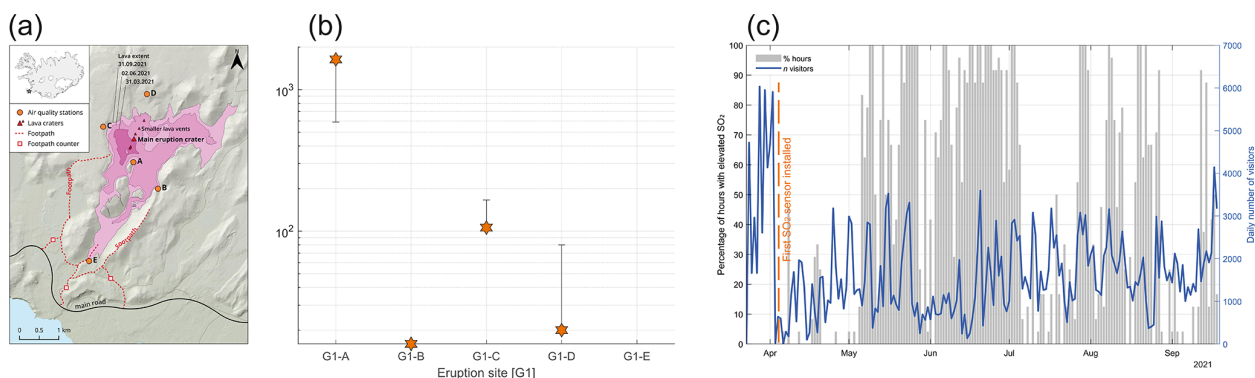 (a)
N
Lava extent
31.09.2021
02.06.2021
31.03.2021
Air quality stations
Lava craters
Footpath
Footpath counter
D
C
Smaller lava vents
Main eruption crater
A
B
Footpath
Sootpath
E
main road
0 0.5 1 km
(b)
10³
10²
G1-A G1-B G1-C G1-D G1-E
Eruption site [G1]
(c)
100
90
80
70
60
50
40
30
20
10
0
Percentage of hours with elevated SO₂
% hours
n visitors
First SO₂ sensor installed
7000
6000
5000
4000
3000
2000
1000
0
Daily number of visitors
Apr May Jun Jul Aug Sep
2021